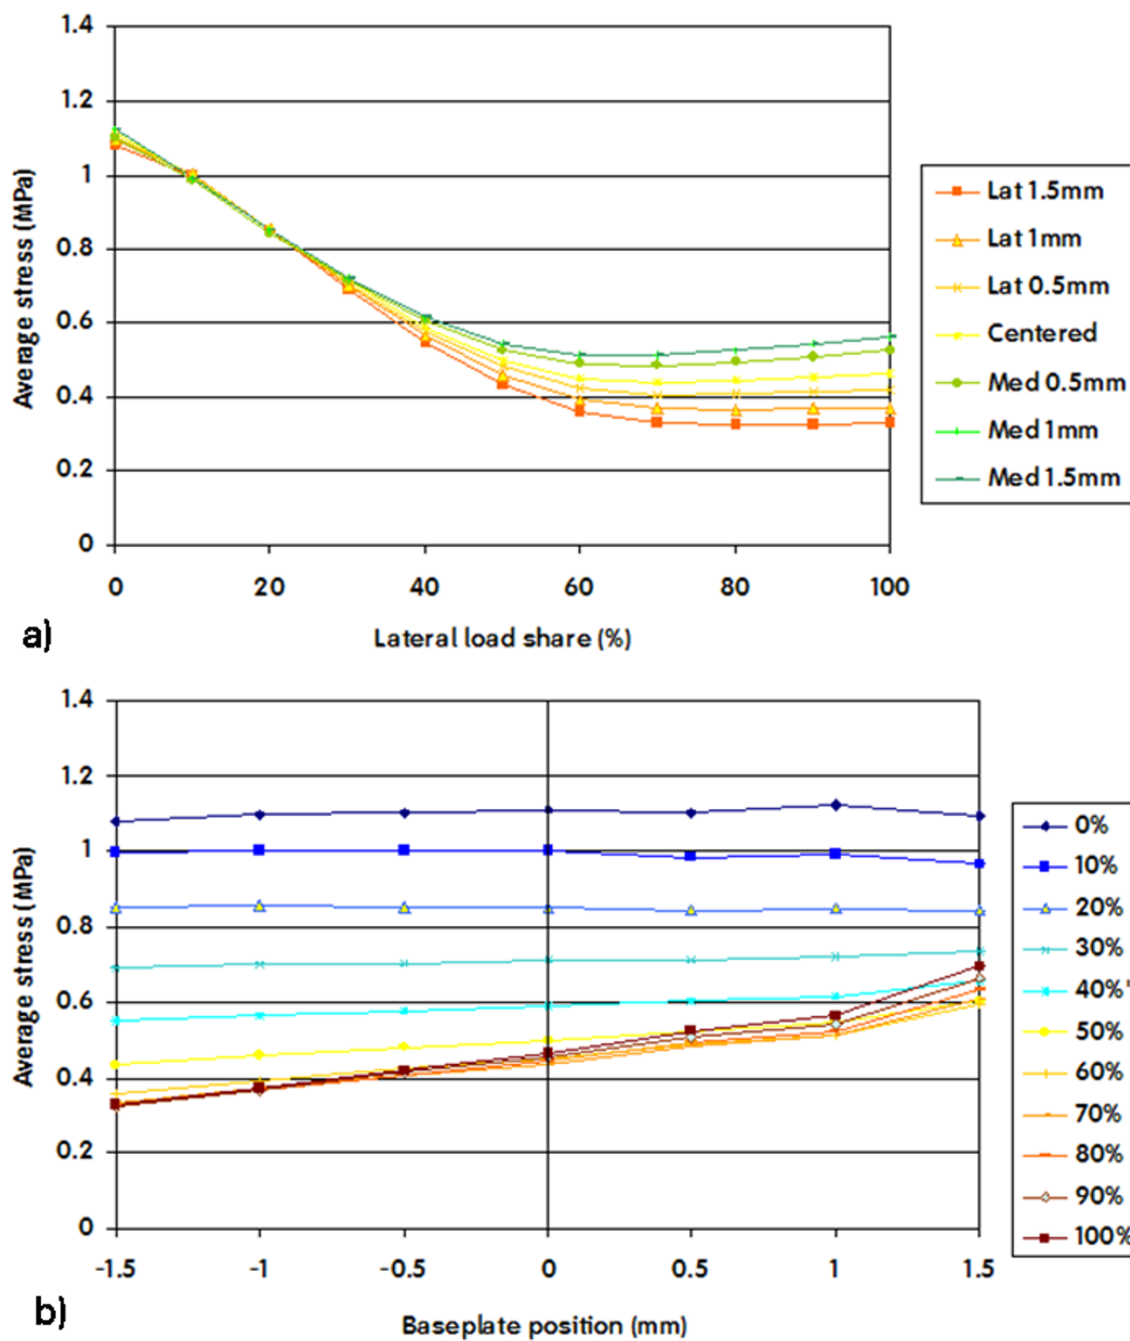 1.4
1.2
1
0.8
0.6
0.4
0.2
0
Average stress (MPa)
0 20 40 60 80 100
Lateral load share (%)
a)
Lat 1.5mm
Lat 1mm
Lat 0.5mm
Centered
Med 0.5mm
Med 1mm
Med 1.5mm
1.4
1.2
1
0.8
0.6
0.4
0.2
0
Average stress (MPa)
-1.5 -1 -0.5 0 0.5 1 1.5
Baseplate position (mm)
b)
0%
10%
20%
30%
40%"
50%
60%
70%
80%
90%
100%